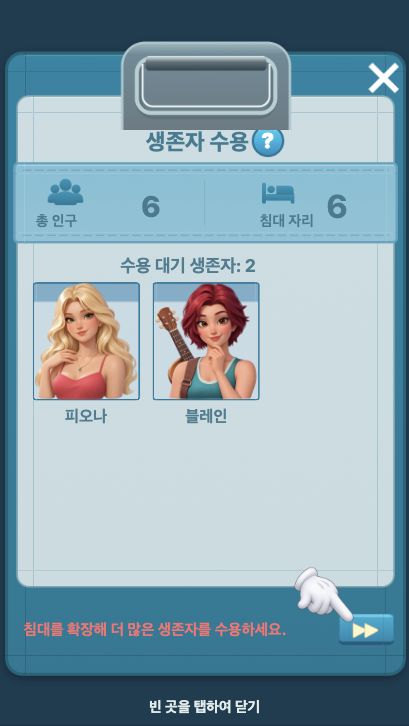 생존자 수용 ?
총 인구 6 침대 자리 6
수용 대기 생존자: 2
피오나 블레인
침대를 확장해 더 많은 생존자를 수용하세요.
빈 곳을 탭하여 닫기